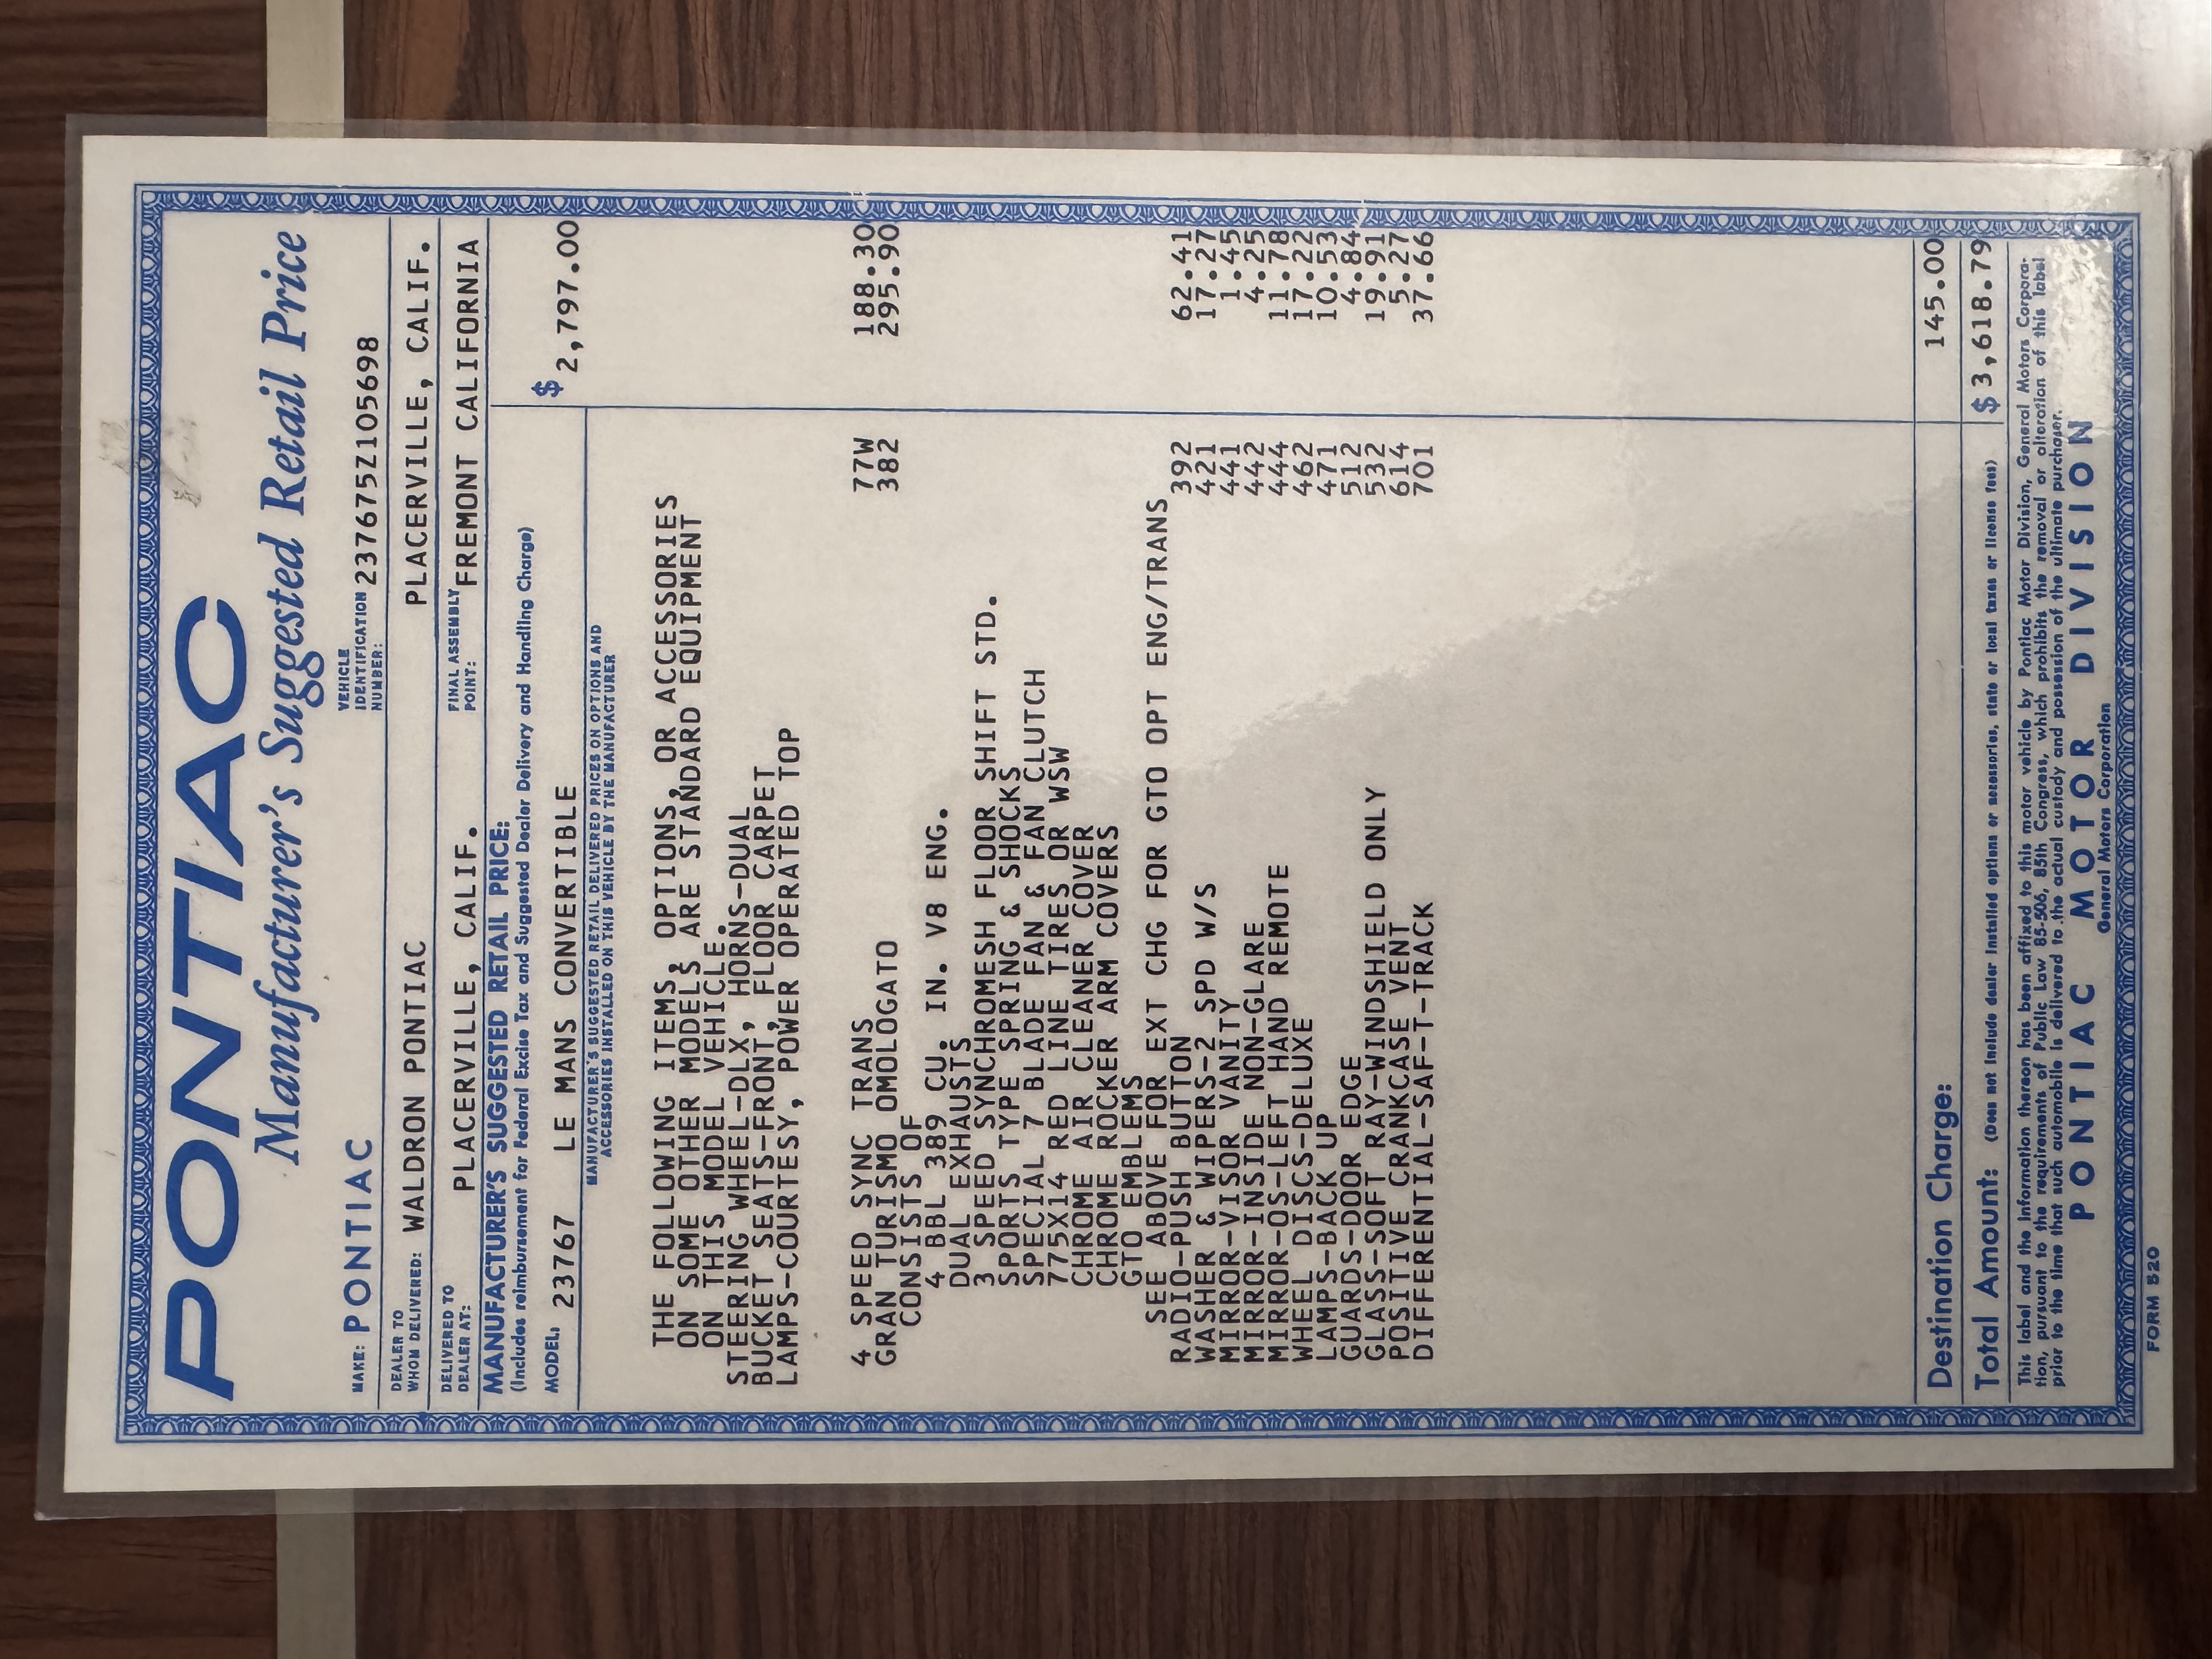 PONTIAC
Manufacturer's Suggested Retail Price
MAKE: PONTIAC VEHICLE IDENTIFICATION NUMBER: 237675Z105698
DEALER TO WHOM DELIVERED: WALDRON PONTIAC PLACERVILLE, CALIF.
DELIVERED TO DEALER AT: PLACERVILLE, CALIF. FINAL ASSEMBLY POINT: FREMONT CALIFORNIA
MANUFACTURER'S SUGGESTED RETAIL PRICE:
(Includes reimbursement for Federal Excise Tax and Suggested Dealer Delivery and Handling Charge)
MODEL: 23767 LE MANS CONVERTIBLE $ 2,797.00
MANUFACTURER'S SUGGESTED RETAIL DELIVERED PRICES ON OPTIONS AND
ACCESSORIES INSTALLED ON THIS VEHICLE BY THE MANUFACTURER
THE FOLLOWING ITEMS, OPTIONS, OR ACCESSORIES
ON SOME OTHER MODELS ARE STANDARD EQUIPMENT
ON THIS MODEL VEHICLE.
STEERING WHEEL-DLX, HORNS-DUAL
BUCKET SEATS-FRONT, FLOOR CARPET
LAMPS-COURTESY, POWER OPERATED TOP
4 SPEED SYNC TRANS 77W 188.30
GRAN TURISMO OMOLOGATO 382 295.90
CONSISTS OF
4 BBL 389 CU. IN. V8 ENG.
DUAL EXHAUSTS
3 SPEED SYNCHROMESH FLOOR SHIFT STD.
SPORTS TYPE SPRING & SHOCKS
SPECIAL 7 BLADE FAN & FAN CLUTCH
775X14 RED LINE TIRES OR WSW
CHROME AIR CLEANER COVER
CHROME ROCKER ARM COVERS
GTO EMBLEMS
SEE ABOVE FOR EXT CHG FOR GTO OPT ENG/TRANS
RADIO-PUSH BUTTON 392 62.41
WASHER & WIPERS-2 SPD W/S 421 17.27
MIRROR-VISOR VANITY 441 1.45
MIRROR-INSIDE NON-GLARE 442 4.25
MIRROR-OS-LEFT HAND REMOTE 444 11.78
WHEEL DISCS-DELUXE 462 17.22
LAMPS-BACK UP 471 10.53
GUARDS-DOOR EDGE 512 4.84
GLASS-SOFT RAY-WINDSHIELD ONLY 532 19.91
POSITIVE CRANKCASE VENT 614 5.27
DIFFERENTIAL-SAF-T-TRACK 701 37.66
Destination Charge: 145.00
Total Amount: (Does not include dealer installed options or accessories, state or local taxes or license fees) $ 3,618.79
This label and the information thereon has been affixed to this motor vehicle by Pontiac Motor Division, General Motors Corpora-
tion, pursuant to the requirements of Public Law 85-506, 85th Congress, which prohibits the removal or alteration of this label
prior to the time that such automobile is delivered to the actual custody and possession of the ultimate purchaser.
PONTIAC MOTOR DIVISION
General Motors Corporation
FORM 520